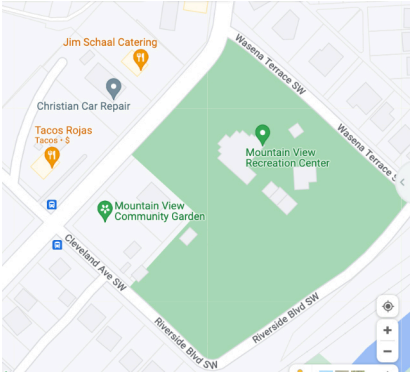 Jim Schaal Catering
Wasena Terrace SW
Christian Car Repair
Tacos Rojas
Tacos • $
Wasena Terrace S
Mountain View
Recreation Center
Mountain View
Community Garden
Cleveland Ave SW
Riverside Blvd SW
Riverside Blvd SW